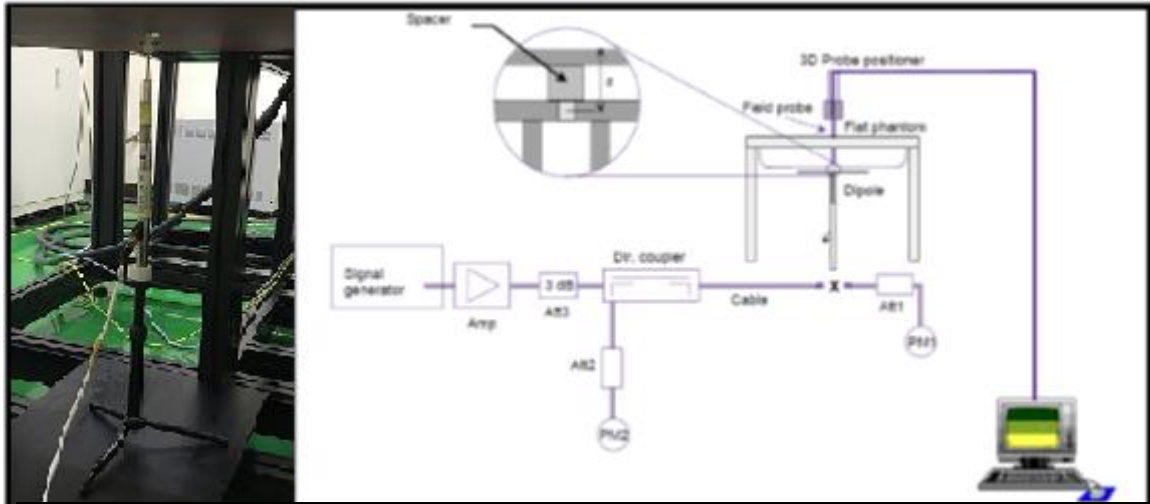 Spacer
s
3D Probe positioner
Field probe
Flat phantom
Dipole
Signal
generator
Amp
3 dB
Att3
Dir. coupler
Cable
x
Att1
PM1
Att2
PM2